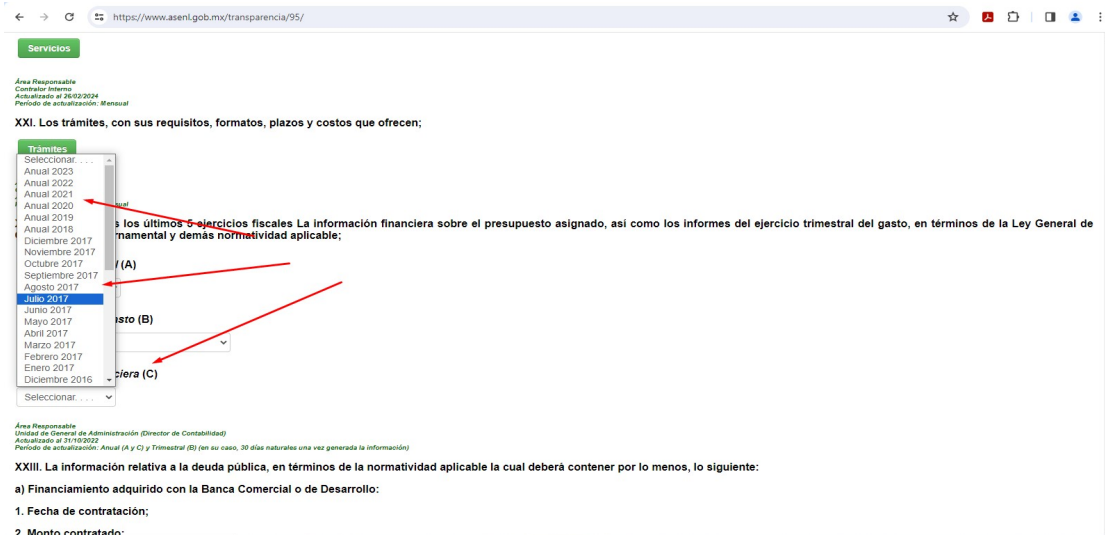 https://www.asenl.gob.mx/transparencia/95/
Servicios
Área Responsable
Contralor Interno
Actualizado al 26/02/2024
Período de actualización: Mensual
XXI. Los trámites, con sus requisitos, formatos, plazos y costos que ofrecen;
Trámites
Seleccionar. . . .
Anual 2023
Anual 2022
Anual 2021
Anual 2020
Anual 2019
Anual 2018
Diciembre 2017
Noviembre 2017
Octubre 2017
Septiembre 2017
Agosto 2017
Julio 2017
Junio 2017
Mayo 2017
Abril 2017
Marzo 2017
Febrero 2017
Enero 2017
Diciembre 2016
los últimos 5 ejercicios fiscales La información financiera sobre el presupuesto asignado, así como los informes del ejercicio trimestral del gasto, en términos de la Ley General de
rnamental y demás normatividad aplicable;
(A)
sto (B)
ciera (C)
Seleccionar. . . .
Área Responsable
Unidad de General de Administración (Director de Contabilidad)
Actualizado al 31/10/2022
Período de actualización: Anual (A y C) y Trimestral (B) (en su caso, 30 días naturales una vez generada la información)
XXIII. La información relativa a la deuda pública, en términos de la normatividad aplicable la cual deberá contener por lo menos, lo siguiente:
a) Financiamiento adquirido con la Banca Comercial o de Desarrollo:
1. Fecha de contratación;
2. Monto contratado;